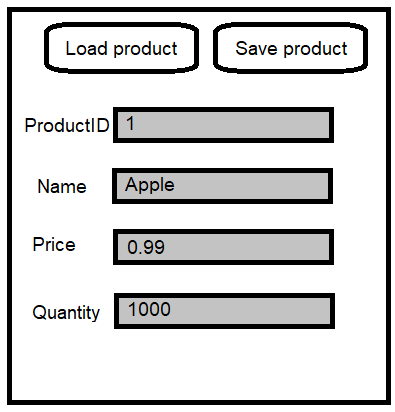 Load product Save product
ProductID 1
Name Apple
Price 0.99
Quantity 1000